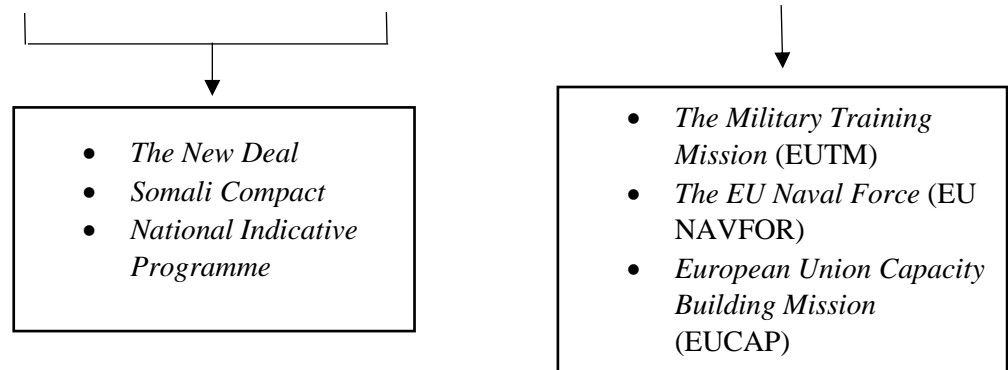 • The New Deal
• Somali Compact
• National Indicative
Programme
• The Military Training
Mission (EUTM)
• The EU Naval Force (EU
NAVFOR)
• European Union Capacity
Building Mission
(EUCAP)